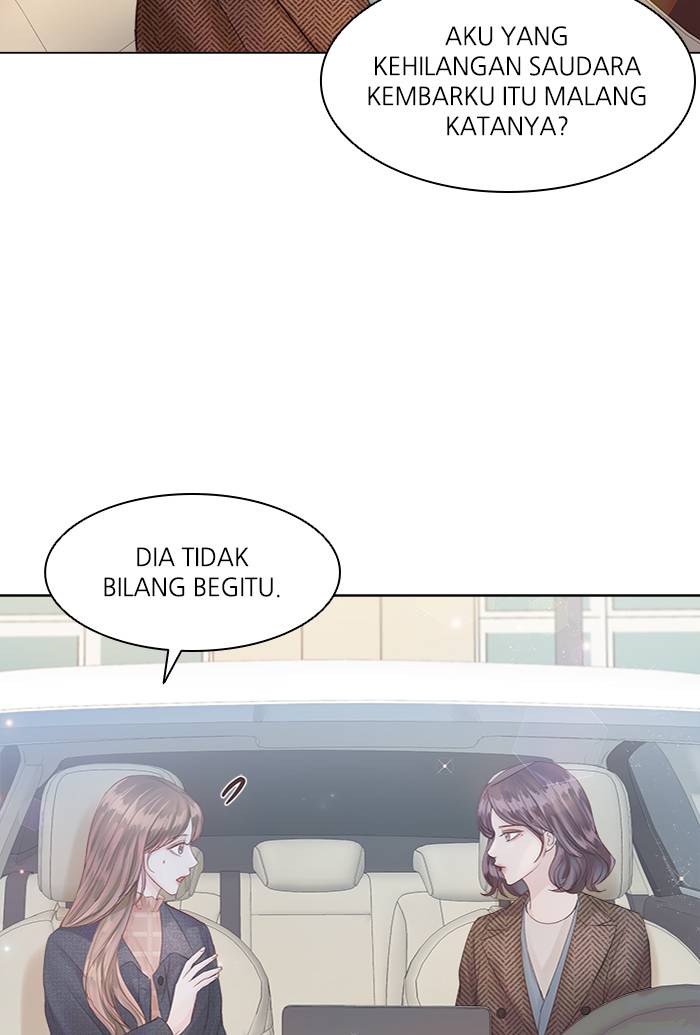 AKU YANG
KEHILANGAN SAUDARA
KEMBARKU ITU MALANG
KATANYA?
DIA TIDAK
BILANG BEGITU.